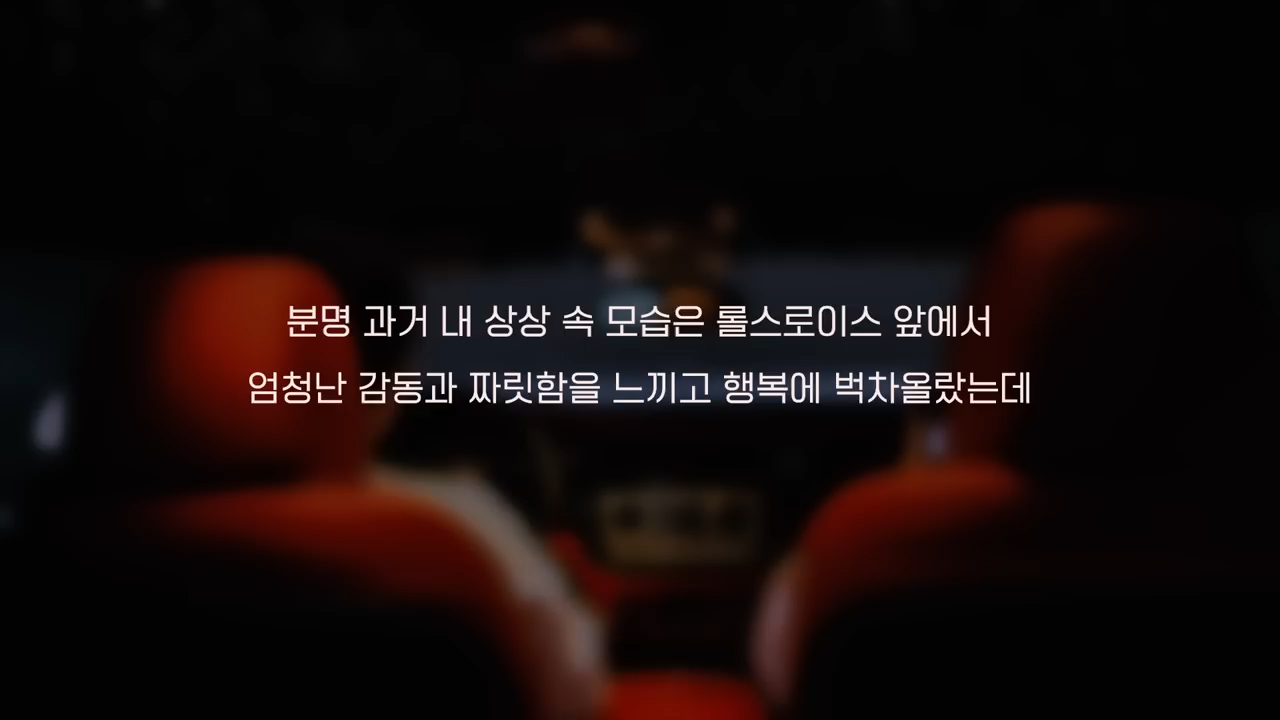 분명 과거 내 상상 속 모습은 롤스로이스 앞에서
엄청난 감동과 짜릿함을 느끼고 행복에 벅차올랐는데